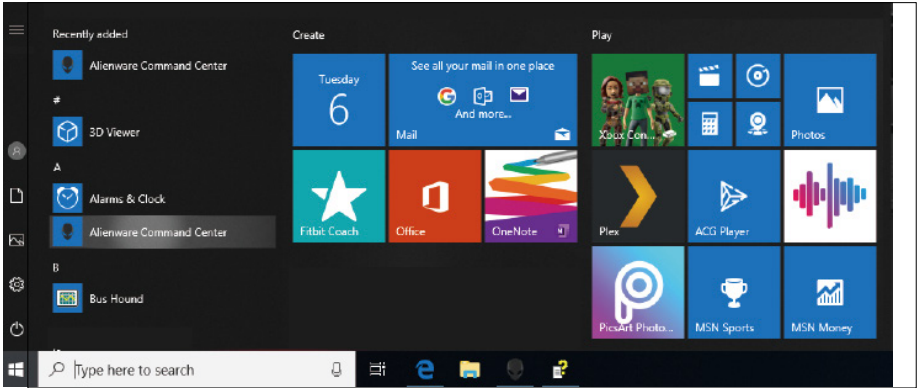 Recently added
Alienware Command Center
#
3D Viewer
A
Alarms & Clock
Alienware Command Center
B
Bus Hound
Create
Tuesday
6
See all your mail in one place
And more...
Mail
Fitbit Coach
Office
OneNote
Play
Xbox Con...
Photos
Plex
ACG Player
PicsArt Photo...
MSN Sports
MSN Money
Type here to search